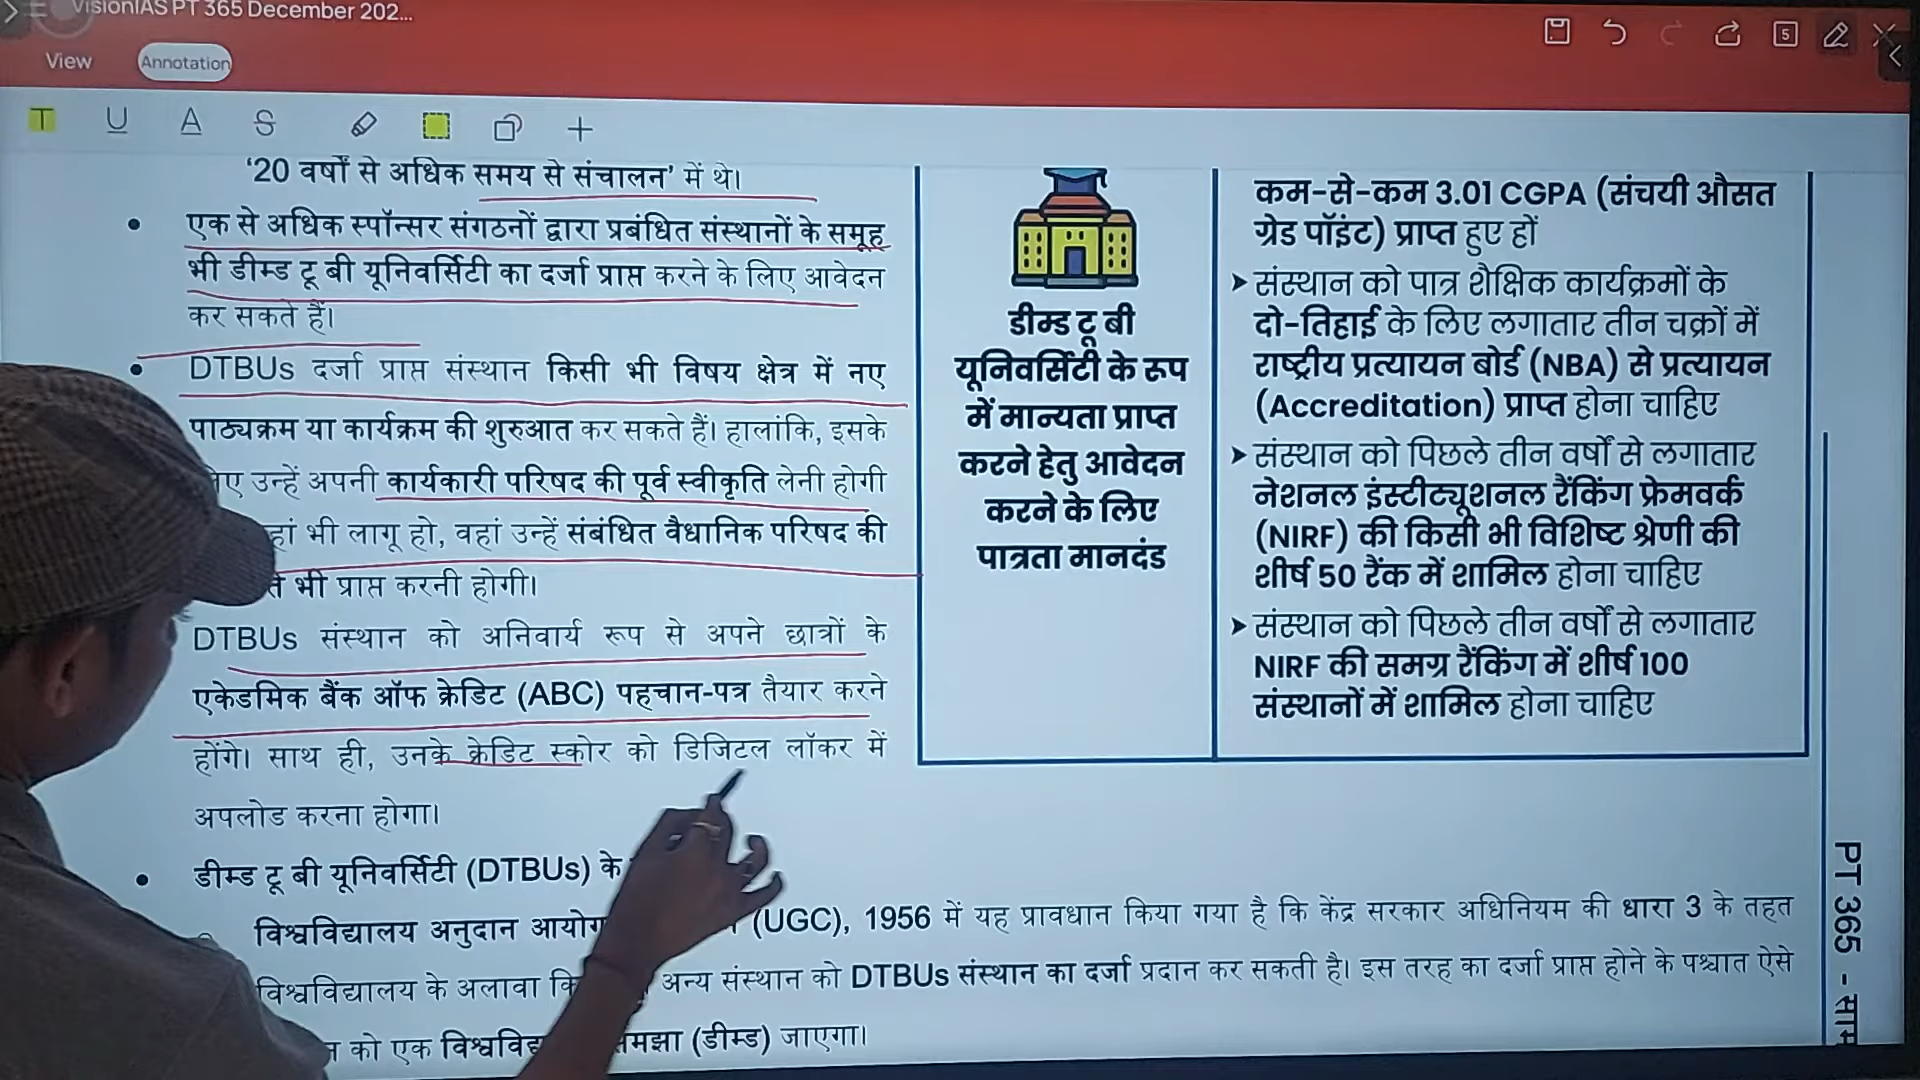 VisionIAS PT 365 December 202...
View
Annotation
T U A S
5
'20 वर्षों से अधिक समय से संचालन' में थे।
• एक से अधिक स्पॉन्सर संगठनों द्वारा प्रबंधित संस्थानों के समूह
भी डीम्ड टू बी यूनिवर्सिटी का दर्जा प्राप्त करने के लिए आवेदन
कर सकते हैं।
• DTBUs दर्जा प्राप्त संस्थान किसी भी विषय क्षेत्र में नए
पाठ्यक्रम या कार्यक्रम की शुरुआत कर सकते हैं। हालांकि, इसके
उन्हें अपनी कार्यकारी परिषद की पूर्व स्वीकृति लेनी होगी
भी लागू हो, वहां उन्हें संबंधित वैधानिक परिषद की
भी प्राप्त करनी होगी।
DTBUs संस्थान को अनिवार्य रूप से अपने छात्रों के
एकेडमिक बैंक ऑफ क्रेडिट (ABC) पहचान-पत्र तैयार करने
होंगे। साथ ही, उनके क्रेडिट स्कोर को डिजिटल लॉकर में
अपलोड करना होगा।
डीम्ड टू बी
यूनिवर्सिटी के रूप
में मान्यता प्राप्त
करने हेतु आवेदन
करने के लिए
पात्रता मानदंड
कम-से-कम 3.01 CGPA (संचयी औसत
ग्रेड पॉइंट) प्राप्त हुए हों
➤ संस्थान को पात्र शैक्षिक कार्यक्रमों के
दो-तिहाई के लिए लगातार तीन चक्रों में
राष्ट्रीय प्रत्यायन बोर्ड (NBA) से प्रत्यायन
(Accreditation) प्राप्त होना चाहिए
➤ संस्थान को पिछले तीन वर्षों से लगातार
नेशनल इंस्टीट्यूशनल रैंकिंग फ्रेमवर्क
(NIRF) की किसी भी विशिष्ट श्रेणी की
शीर्ष 50 रैंक में शामिल होना चाहिए
➤ संस्थान को पिछले तीन वर्षों से लगातार
NIRF की समग्र रैंकिंग में शीर्ष 100
संस्थानों में शामिल होना चाहिए
• डीम्ड टू बी यूनिवर्सिटी (DTBUs) के
विश्वविद्यालय अनुदान (UGC), 1956 में यह प्रावधान किया गया है कि केंद्र सरकार अधिनियम की धारा 3 के तहत
विश्वविद्यालय के अलावा अन्य संस्थान को DTBUs संस्थान का दर्जा प्रदान कर सकती है। इस तरह का दर्जा प्राप्त होने के पश्चात ऐसे
को एक (डीम्ड) जाएगा।
PT 365 -